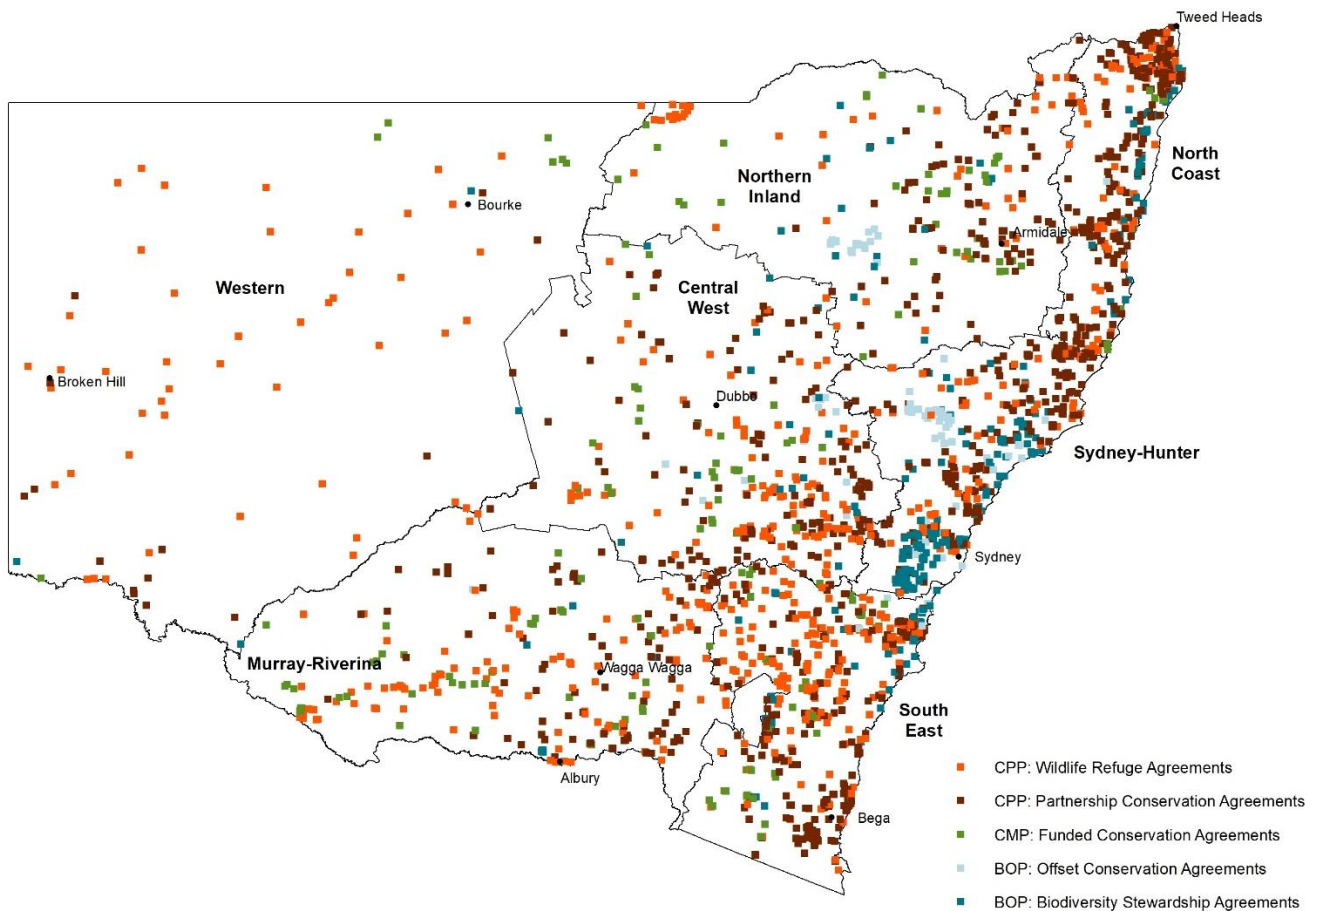 Tweed Heads
North
Coast
Northern
Inland
Bourke
Armidale
Western
Central
West
Broken Hill
Dubbo
Sydney-Hunter
Sydney
Murray-Riverina
Wagga Wagga
South
East
Albury
Bega
CPP: Wildlife Refuge Agreements
CPP: Partnership Conservation Agreements
CMP: Funded Conservation Agreements
BOP: Offset Conservation Agreements
BOP: Biodiversity Stewardship Agreements